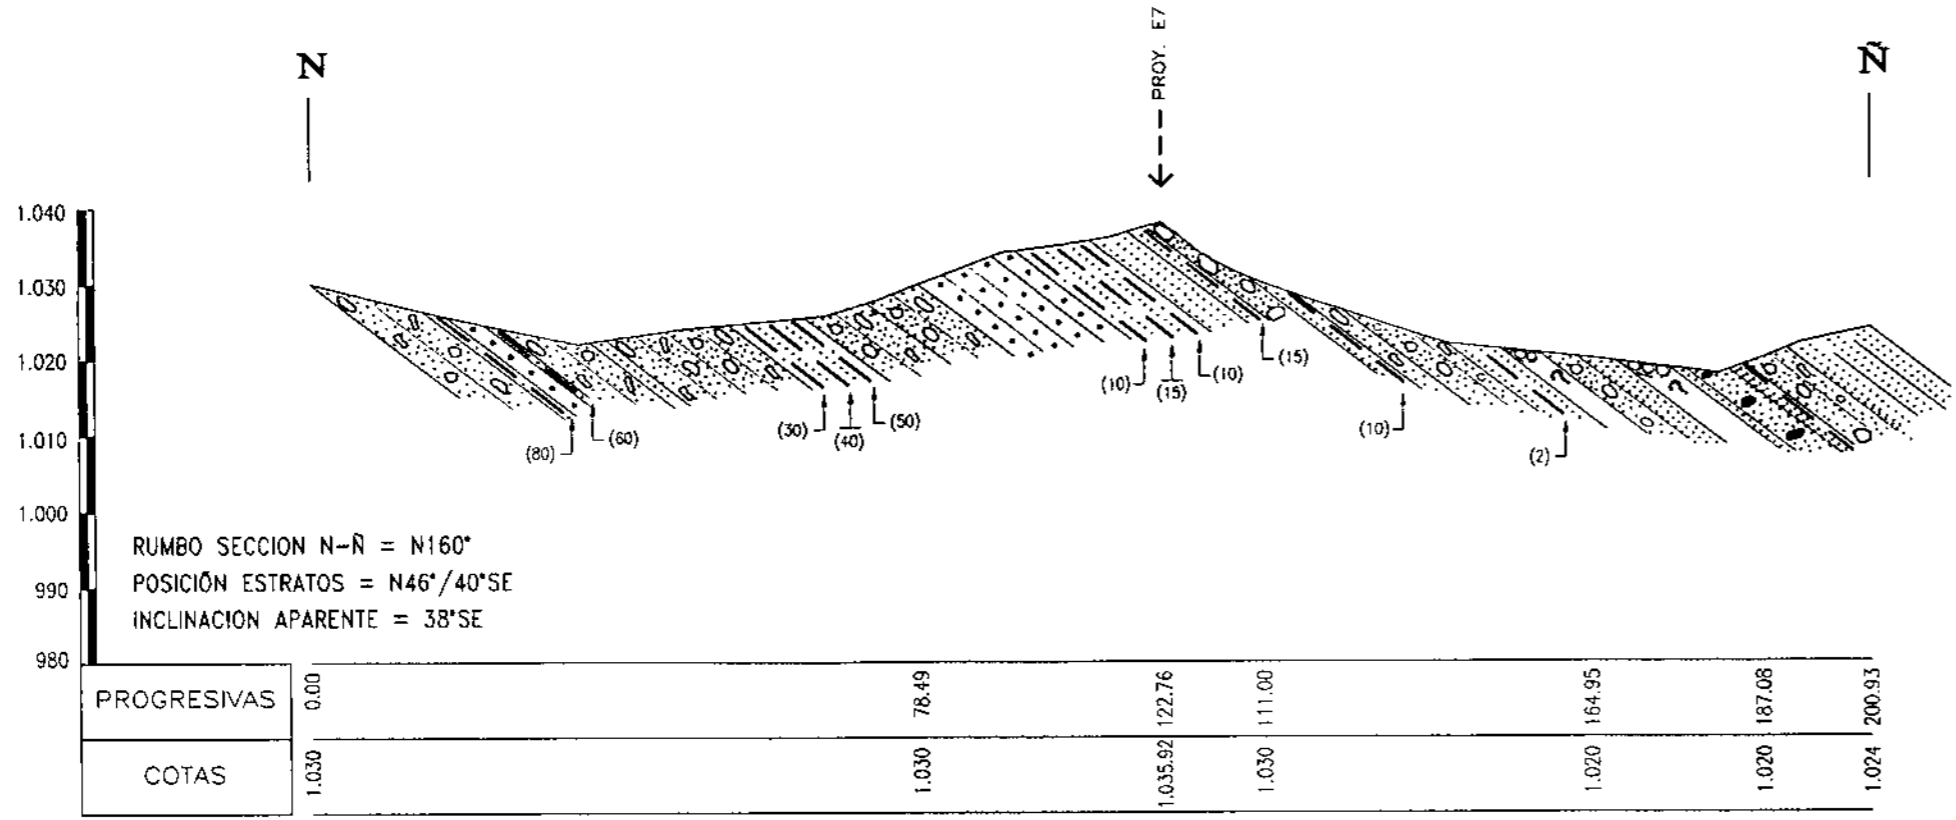 N
Ñ
PROY. E7
1.040
1.030
1.020
1.010
1.000
990
980
(80)
(60)
(30)
(40)
(50)
(10)
(15)
(10)
(15)
(10)
(2)
RUMBO SECCION N-Ñ = N160°
POSICIÓN ESTRATOS = N46°/40°SE
INCLINACION APARENTE = 38°SE
PROGRESIVAS 0.00 78.49 122.76 111.00 164.95 187.08 200.93
COTAS 1.030 1.030 1.035.92 1.030 1.020 1.020 1.024